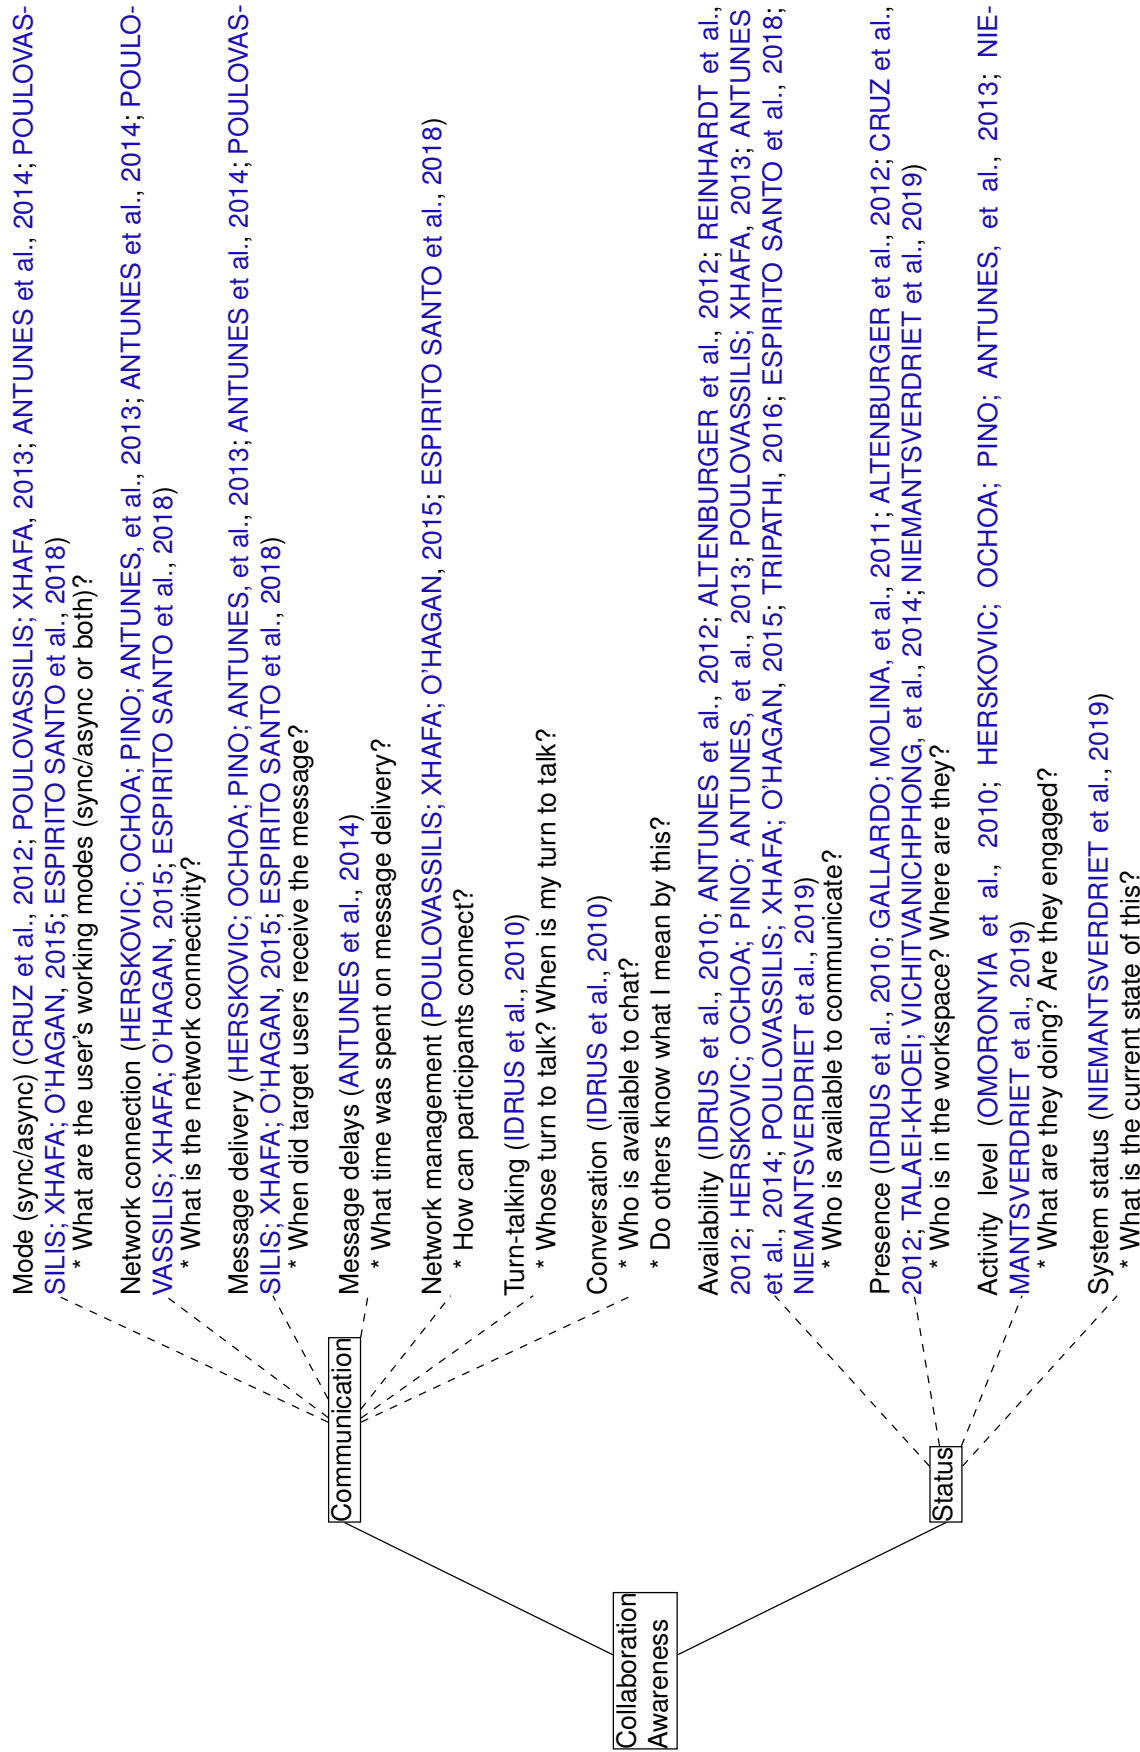 Mode (sync/async) (CRUZ et al., 2012; POULOVASSILIS; XHAFA, 2013; ANTUNES et al., 2014; POULOVAS-
SILIS; XHAFA; O'HAGAN, 2015; ESPIRITO SANTO et al., 2018)
* What are the user's working modes (sync/async or both)?
Network connection (HERSKOVIC; OCHOA; PINO; ANTUNES, et al., 2013; ANTUNES et al., 2014; POULO-
VASSILIS; XHAFA; O'HAGAN, 2015; ESPIRITO SANTO et al., 2018)
* What is the network connectivity?
Message delivery (HERSKOVIC; OCHOA; PINO; ANTUNES, et al., 2013; ANTUNES et al., 2014; POULOVAS-
SILIS; XHAFA; O'HAGAN, 2015; ESPIRITO SANTO et al., 2018)
* When did target users receive the message?
Message delays (ANTUNES et al., 2014)
* What time was spent on message delivery?
Network management (POULOVASSILIS; XHAFA; O'HAGAN, 2015; ESPIRITO SANTO et al., 2018)
* How can participants connect?
Turn-talking (IDRUS et al., 2010)
* Whose turn to talk? When is my turn to talk?
Conversation (IDRUS et al., 2010)
* Who is available to chat?
* Do others know what I mean by this?
Communication
Collaboration
Awareness
Availability (IDRUS et al., 2010; ANTUNES et al., 2012; ALTENBURGER et al., 2012; REINHARDT et al.,
2012; HERSKOVIC; OCHOA; PINO; ANTUNES, et al., 2013; POULOVASSILIS; XHAFA, 2013; ANTUNES
et al., 2014; POULOVASSILIS; XHAFA; O'HAGAN, 2015; TRIPATHI, 2016; ESPIRITO SANTO et al., 2018;
NIEMANTSVERDRIET et al., 2019)
* Who is available to communicate?
Presence (IDRUS et al., 2010; GALLARDO; MOLINA, et al., 2011; ALTENBURGER et al., 2012; CRUZ et al.,
2012; TALAEI-KHOEI; VICHITVANICHPHONG, et al., 2014; NIEMANTSVERDRIET et al., 2019)
* Who is in the workspace? Where are they?
Status
Activity level (OMORONYIA et al., 2010; HERSKOVIC; OCHOA; PINO; ANTUNES, et al., 2013; NIE-
MANTSVERDRIET et al., 2019)
* What are they doing? Are they engaged?
System status (NIEMANTSVERDRIET et al., 2019)
* What is the current state of this?